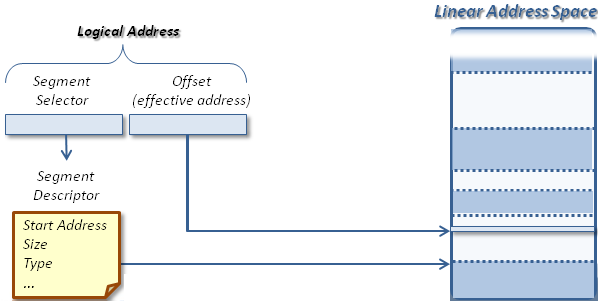 Linear Address Space
Logical Address
Segment
Selector
Offset
(effective address)
Segment
Descriptor
Start Address
Size
Type
...